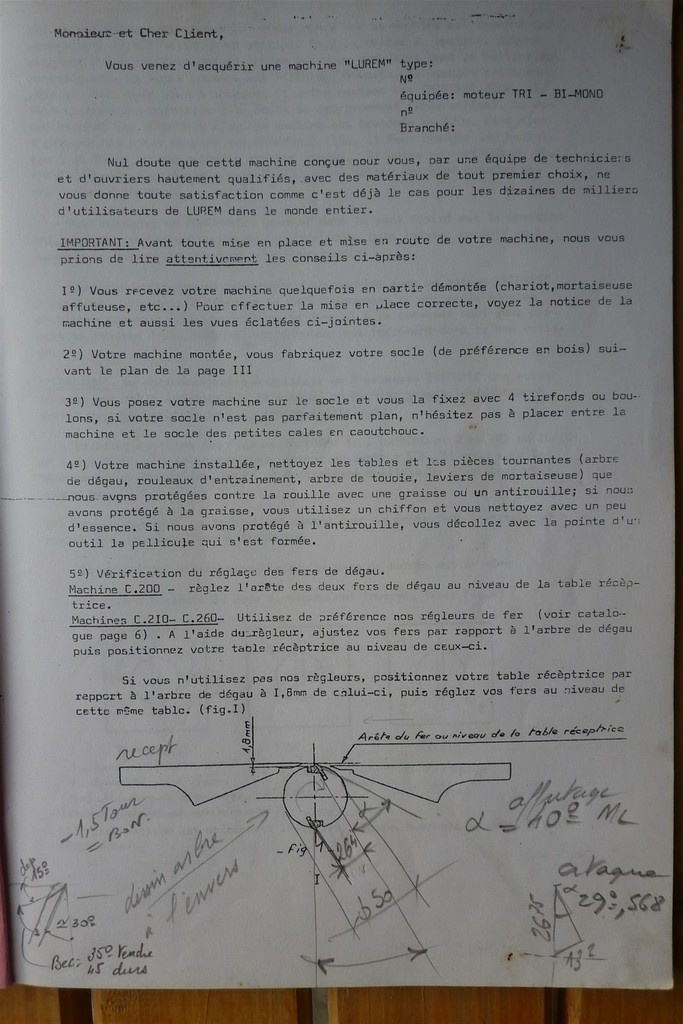 Monsieur et Cher Client,
Vous venez d'acquérir une machine "LUREM" type:
Nº
équipée: moteur TRI - BI-MONO
nº
Branché:
Nul doute que cette machine conçue pour vous, par une équipe de techniciens
et d'ouvriers hautement qualifiés, avec des matériaux de tout premier choix, ne
vous donne toute satisfaction comme c'est déjà le cas pour les dizaines de milliers
d'utilisateurs de LUREM dans le monde entier.
IMPORTANT: Avant toute mise en place et mise en route de votre machine, nous vous
prions de lire attentivement les conseils ci-après:
Iº) Vous recevez votre machine quelquefois en partie démontée (chariot,mortaiseuse
affuteuse, etc...) Pour effectuer la mise en place correcte, voyez la notice de la
machine et aussi les vues éclatées ci-jointes.
2º) Votre machine montée, vous fabriquez votre socle (de préférence en bois) sui-
vant le plan de la page III
3º) Vous posez votre machine sur le socle et vous la fixez avec 4 tirefonds ou bou-
lons, si votre socle n'est pas parfaitement plan, n'hésitez pas à placer entre la
machine et le socle des petites cales en caoutchouc.
4º) Votre machine installée, nettoyez les tables et les pièces tournantes (arbre
de dégau, rouleaux d'entrainement, arbre de toupie, leviers de mortaiseuse) que
nous avons protégées contre la rouille avec une graisse ou un antirouille; si nous
avons protégé à la graisse, vous utilisez un chiffon et vous nettoyez avec un peu
d'essence. Si nous avons protégé à l'antirouille, vous décollez avec la pointe d'un
outil la pellicule qui s'est formée.
5º) Vérification du réglage des fers de dégau.
Machine C.200 - règlez l'arête des deux fers de dégau au niveau de la table récèp-
trice.
Machines C.2I0- C.260- Utilisez de préférence nos régleurs de fer (voir catalo-
gue page 6) . A l'aide du règleur, ajustez vos fers par rapport à l'arbre de dégau
puis positionnez votre table récèptrice au niveau de ceux-ci.
Si vous n'utilisez pas nos règleurs, positionnez votre table récèptrice par
rapport à l'arbre de dégau à I,8mm de celui-ci, puis réglez vos fers au niveau de
cette même table. (fig.I)
1,8mm
Arête du fer au niveau de la table réceptrice
recept
- 1,5 Tour
= Bon.
dessin arbre
à l'envers
- Fig
I
264
α
650
affutage
α = 40º ML
ataque
α 29º,568
2675
132
dep
15º
≃ 30º
Bec: 35º tendre
45 durs